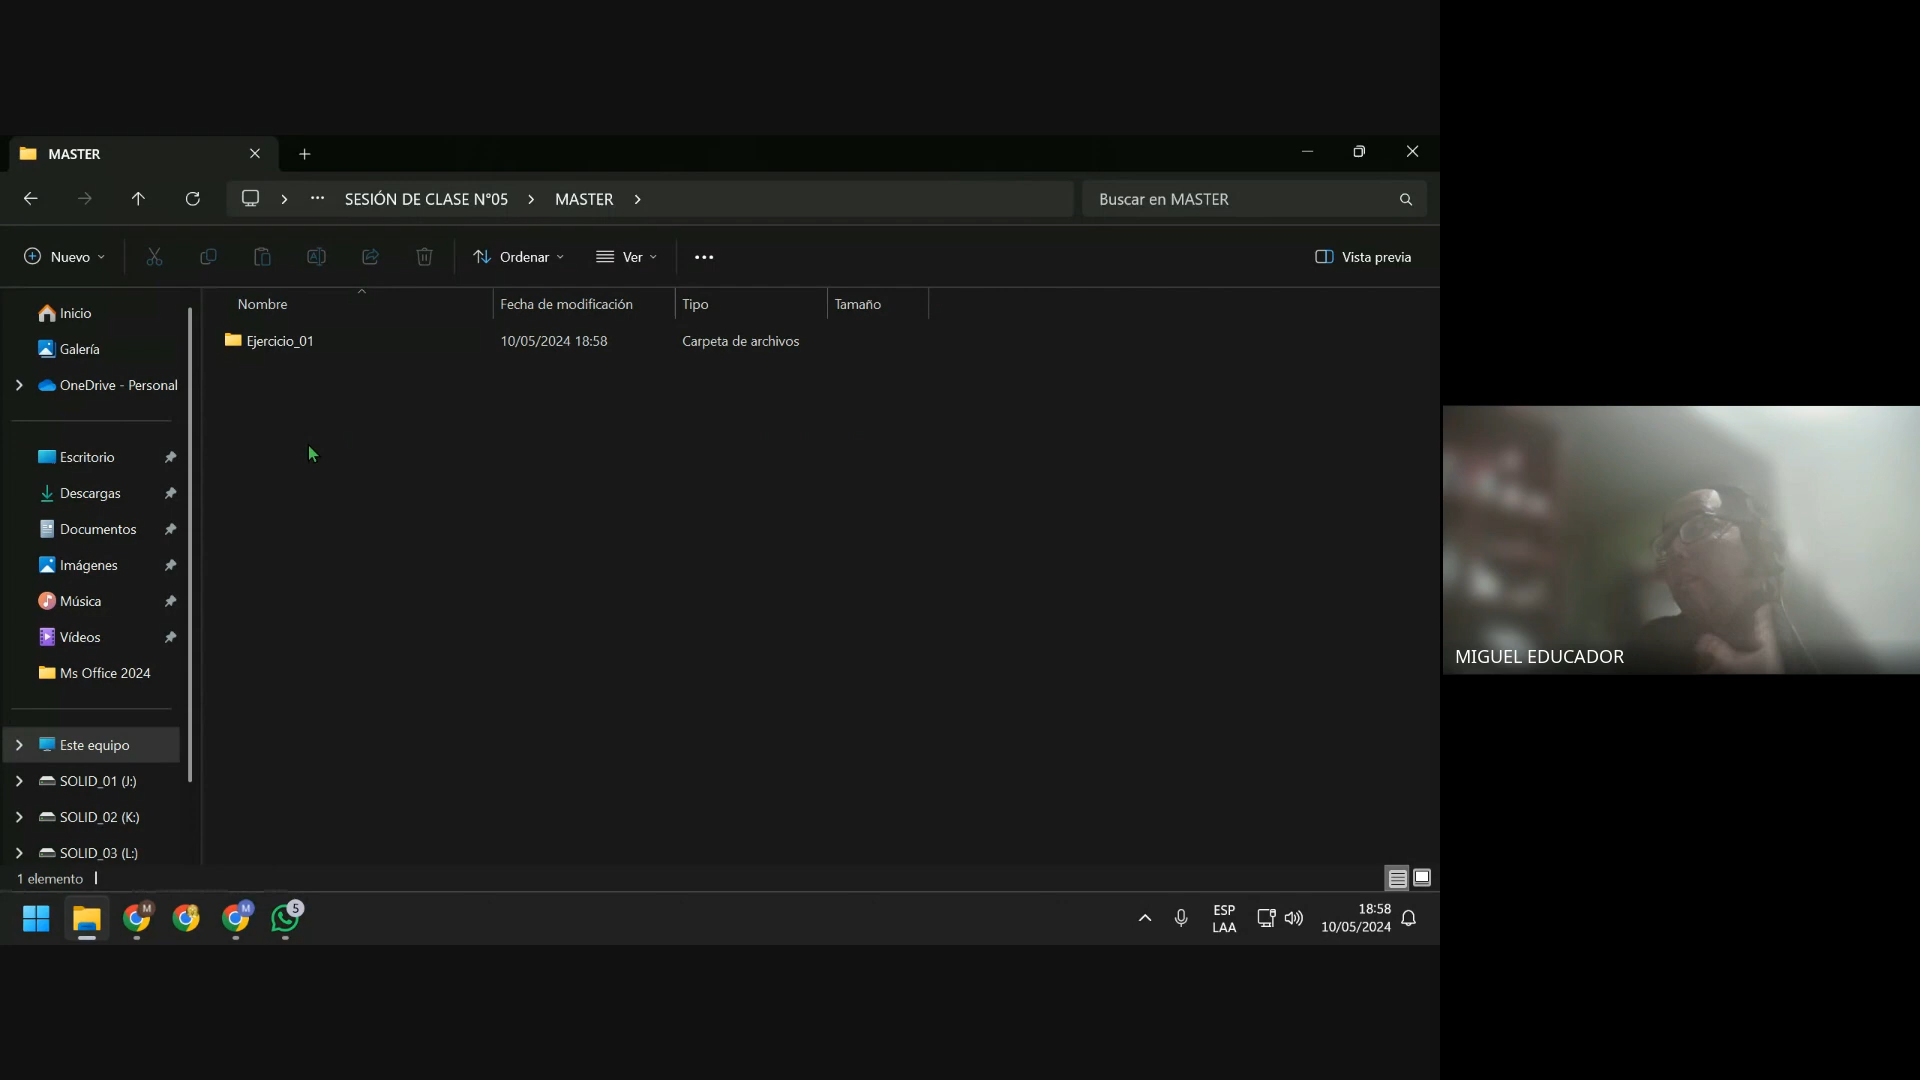 MASTER
SESIÓN DE CLASE N°05
MASTER
Buscar en MASTER
Nuevo
Ordenar
Ver
Vista previa
Nombre
Fecha de modificación
Tipo
Tamaño
Ejercicio_01
10/05/2024 18:58
Carpeta de archivos
Inicio
Galería
OneDrive - Personal
Escritorio
Descargas
Documentos
Imágenes
Música
Vídeos
Ms Office 2024
Este equipo
SOLID_01 (J:)
SOLID_02 (K:)
SOLID_03 (L:)
1 elemento
M
M
5
ESP
LAA
18:58
10/05/2024
MIGUEL EDUCADOR